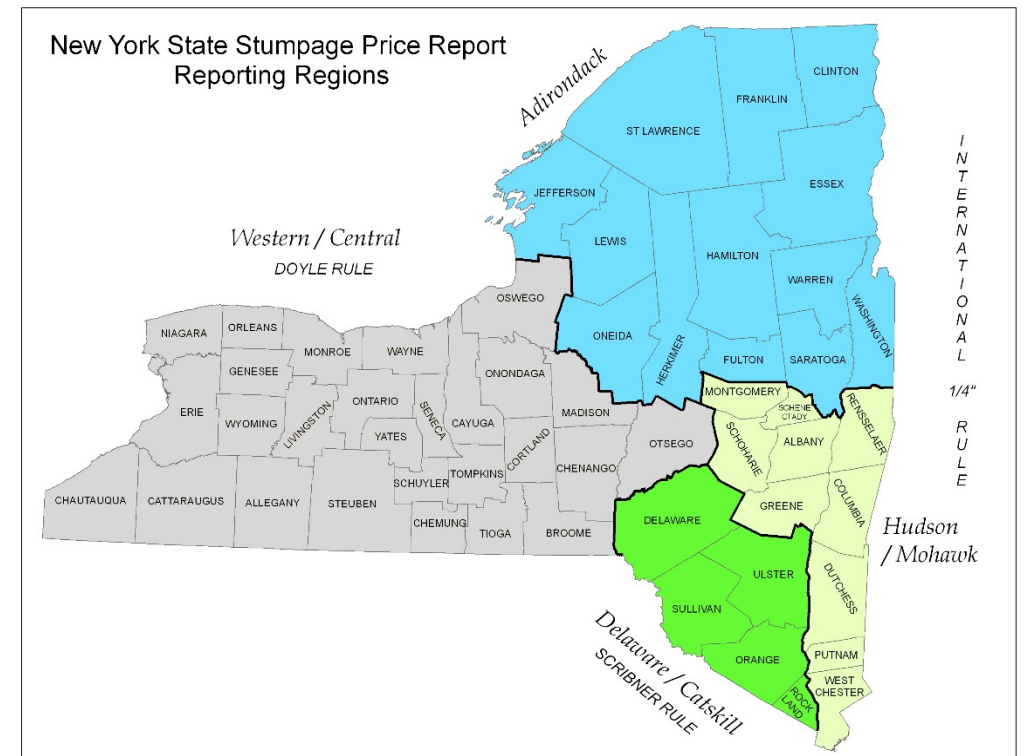 New York State Stumpage Price Report
Reporting Regions
Adirondack
CLINTON
FRANKLIN
ST LAWRENCE
ESSEX
JEFFERSON
LEWIS
HAMILTON
WARREN
WASHINGTON
ONEIDA
HERKIMER
FULTON
SARATOGA
INTERNATIONAL
1/4"
RULE
Western / Central
DOYLE RULE
OSWEGO
NIAGARA
ORLEANS
MONROE
WAYNE
GENESEE
ONONDAGA
ERIE
WYOMING
LIVINGSTON
ONTARIO
YATES
SENECA
CAYUGA
CORTLAND
MADISON
OTSEGO
CHENANGO
TOMPKINS
SCHUYLER
CHAUTAUQUA
CATTARAUGUS
ALLEGANY
STEUBEN
CHEMUNG
TIOGA
BROOME
MONTGOMERY
SCHENE
CTADY
SCHOHARIE
ALBANY
RENSSELAER
GREENE
COLUMBIA
Hudson
/ Mohawk
DUTCHESS
PUTNAM
WEST
CHESTER
DELAWARE
ULSTER
SULLIVAN
ORANGE
ROCK
LAND
Delaware / Catskill
SCRIBNER RULE